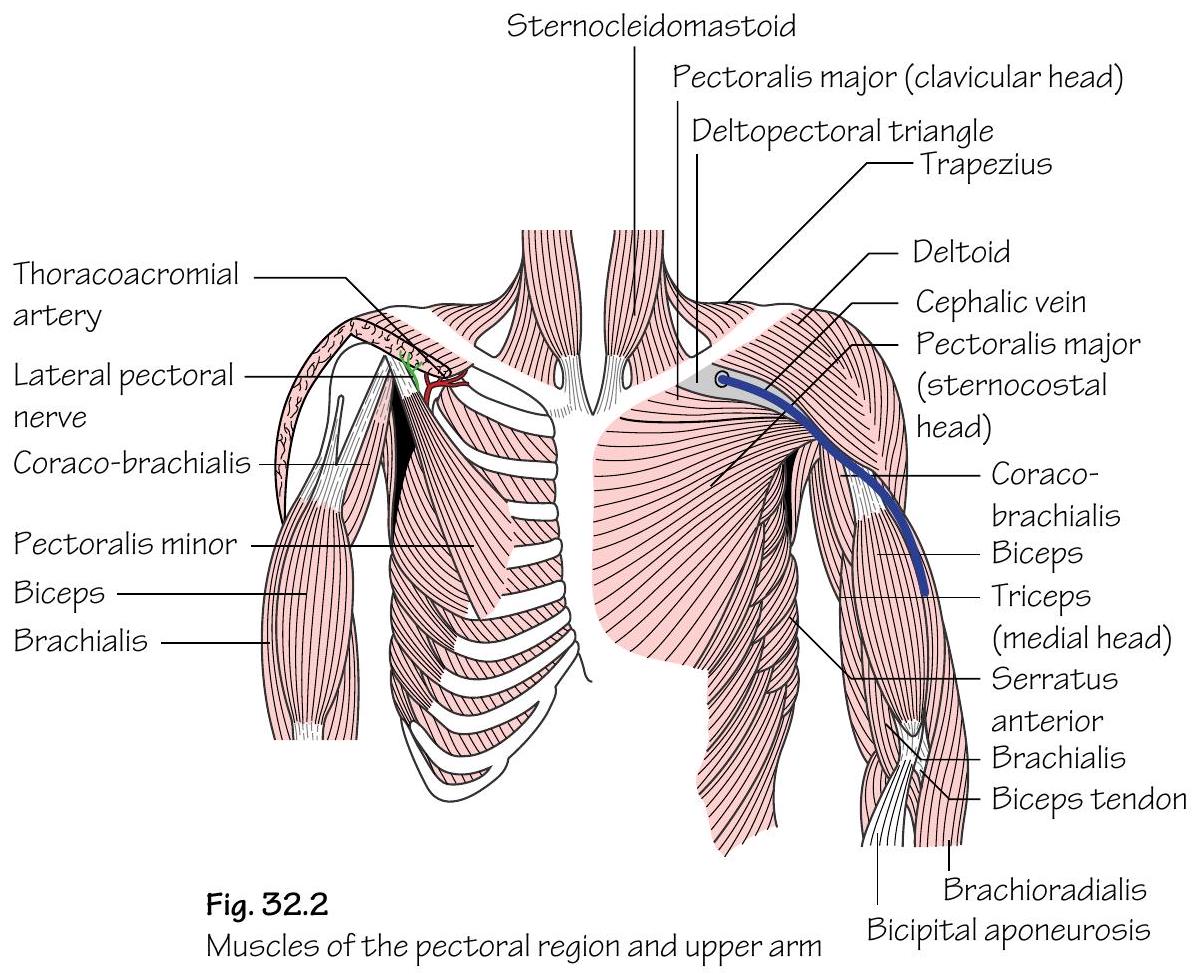 Sternocleidomastoid
Pectoralis major (clavicular head)
Deltopectoral triangle
Trapezius
Thoracoacromial
artery
Lateral pectoral
nerve
Coraco-brachialis
Pectoralis minor
Biceps
Brachialis
Deltoid
Cephalic vein
Pectoralis major
(sternocostal
head)
Coraco-
brachialis
Biceps
Triceps
(medial head)
Serratus
anterior
Brachialis
Biceps tendon
Brachioradialis
Bicipital aponeurosis
Fig. 32.2
Muscles of the pectoral region and upper arm